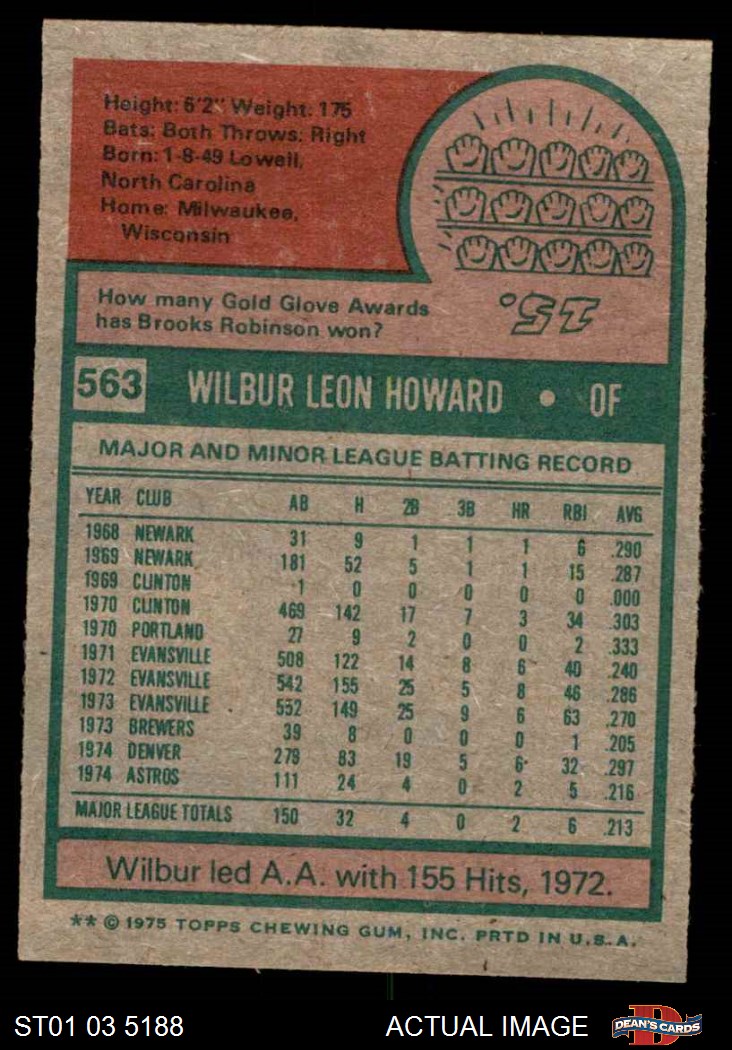 Height: 6'2" Weight: 175
Bats: Both Throws: Right
Born: 1-8-49 Lowell,
North Carolina
Home: Milwaukee,
Wisconsin
How many Gold Glove Awards
has Brooks Robinson won?
15.
563 WILBUR LEON HOWARD • OF
MAJOR AND MINOR LEAGUE BATTING RECORD
YEAR CLUB AB H 2B 3B HR RBI AVG
1968 NEWARK 31 9 1 1 1 6 .290
1969 NEWARK 181 52 5 1 1 15 .287
1969 CLINTON 1 0 0 0 0 0 .000
1970 CLINTON 469 142 17 7 3 34 .303
1970 PORTLAND 27 9 2 0 0 2 .333
1971 EVANSVILLE 508 122 14 8 6 40 .240
1972 EVANSVILLE 542 155 25 5 8 46 .286
1973 EVANSVILLE 552 149 25 9 6 63 .270
1973 BREWERS 39 8 0 0 0 1 .205
1974 DENVER 279 83 19 5 6 32 .297
1974 ASTROS 111 24 4 0 2 5 .216
MAJOR LEAGUE TOTALS 150 32 4 0 2 6 .213
Wilbur led A.A. with 155 Hits, 1972.
** © 1975 TOPPS CHEWING GUM, INC. PRTD IN U.S.A.
ST01 03 5188 ACTUAL IMAGE D DEAN'S CARDS